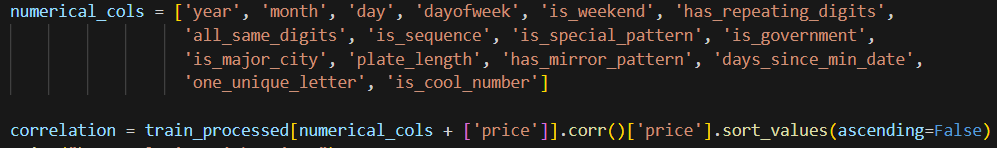 numerical_cols = ['year', 'month', 'day', 'dayofweek', 'is_weekend', 'has_repeating_digits',
'all_same_digits', 'is_sequence', 'is_special_pattern', 'is_government',
'is_major_city', 'plate_length', 'has_mirror_pattern', 'days_since_min_date',
'one_unique_letter', 'is_cool_number']
correlation = train_processed[numerical_cols + ['price']].corr()['price'].sort_values(ascending=False)